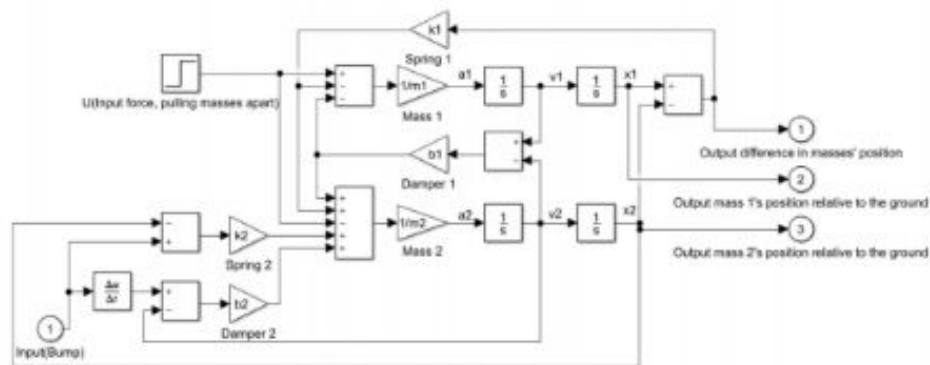 k1
Spring 1
U(Input force, pulling masses apart)
+
-
-
1/m1
Mass 1
a1
1
s
v1
1
s
x1
+
-
1
Output difference in masses' position
b1
Damper 1
+
-
2
Output mass 1's position relative to the ground
+
+
-
+
+
1/m2
Mass 2
a2
1
s
v2
1
s
x2
3
Output mass 2's position relative to the ground
-
+
k2
Spring 2
Δu
Δt
+
-
b2
Damper 2
1
Input(Bump)